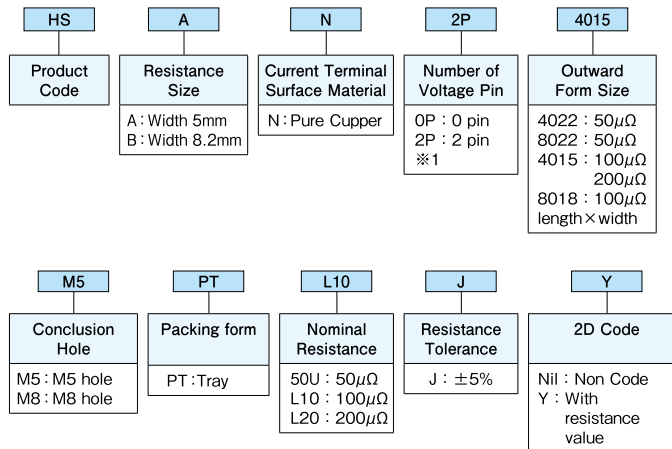 HS
A
N
2P
4015
Product
Code
Resistance
Size
A：Width 5mm
B：Width 8.2mm
Current Terminal
Surface Material
N：Pure Cupper
Number of
Voltage Pin
0P：0 pin
2P：2 pin
※1
Outward
Form Size
4022：50μΩ
8022：50μΩ
4015：100μΩ
200μΩ
8018：100μΩ
length×width
M5
PT
L10
J
Y
Conclusion
Hole
M5：M5 hole
M8：M8 hole
Packing form
PT：Tray
Nominal
Resistance
50U：50μΩ
L10：100μΩ
L20：200μΩ
Resistance
Tolerance
J：±5%
2D Code
Nil：Non Code
Y：With
resistance
value